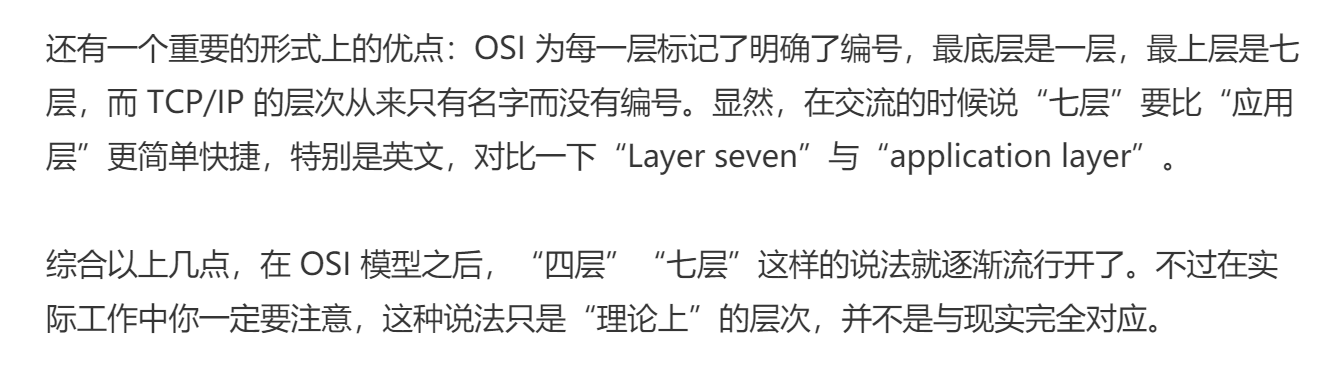 还有一个重要的形式上的优点：OSI 为每一层标记了明确了编号，最底层是一层，最上层是七
层，而 TCP/IP 的层次从来只有名字而没有编号。显然，在交流的时候说“七层”要比“应用
层”更简单快捷，特别是英文，对比一下“Layer seven”与“application layer”。
综合以上几点，在 OSI 模型之后，“四层”“七层”这样的说法就逐渐流行开了。不过在实
际工作中你一定要注意，这种说法只是“理论上”的层次，并不是与现实完全对应。